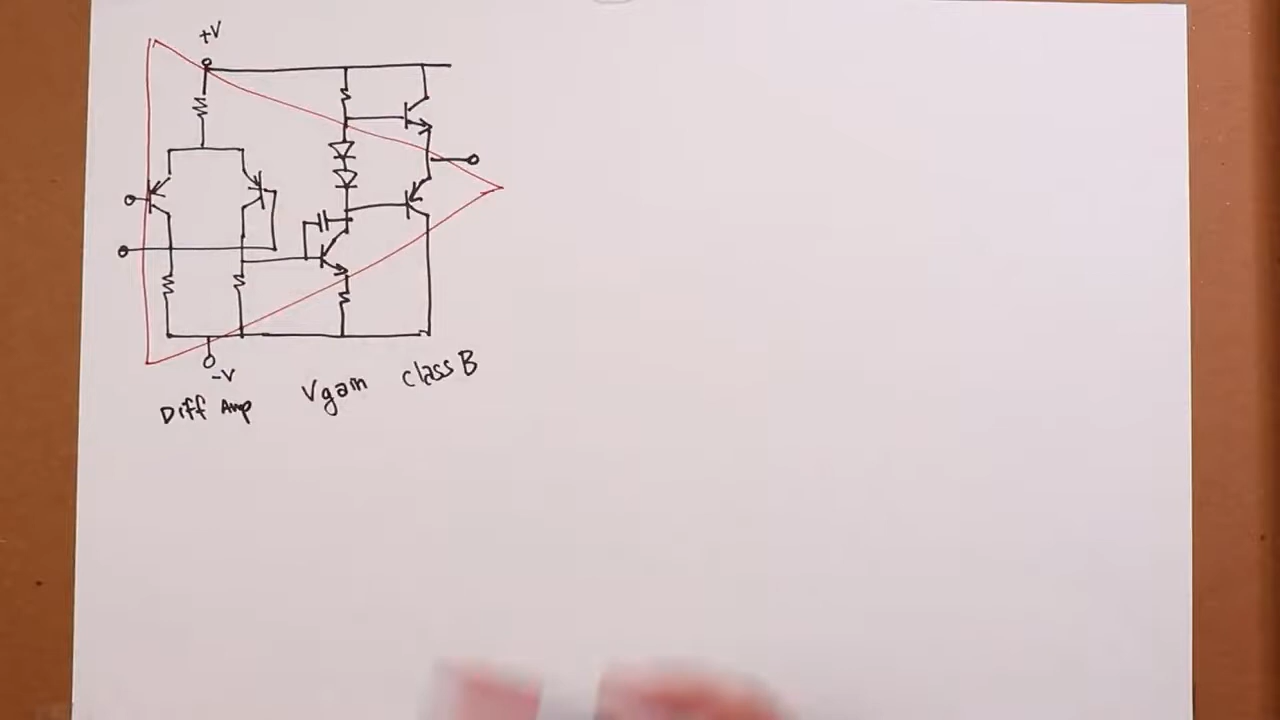 +V
-V
Diff Amp
Vgain
Class B